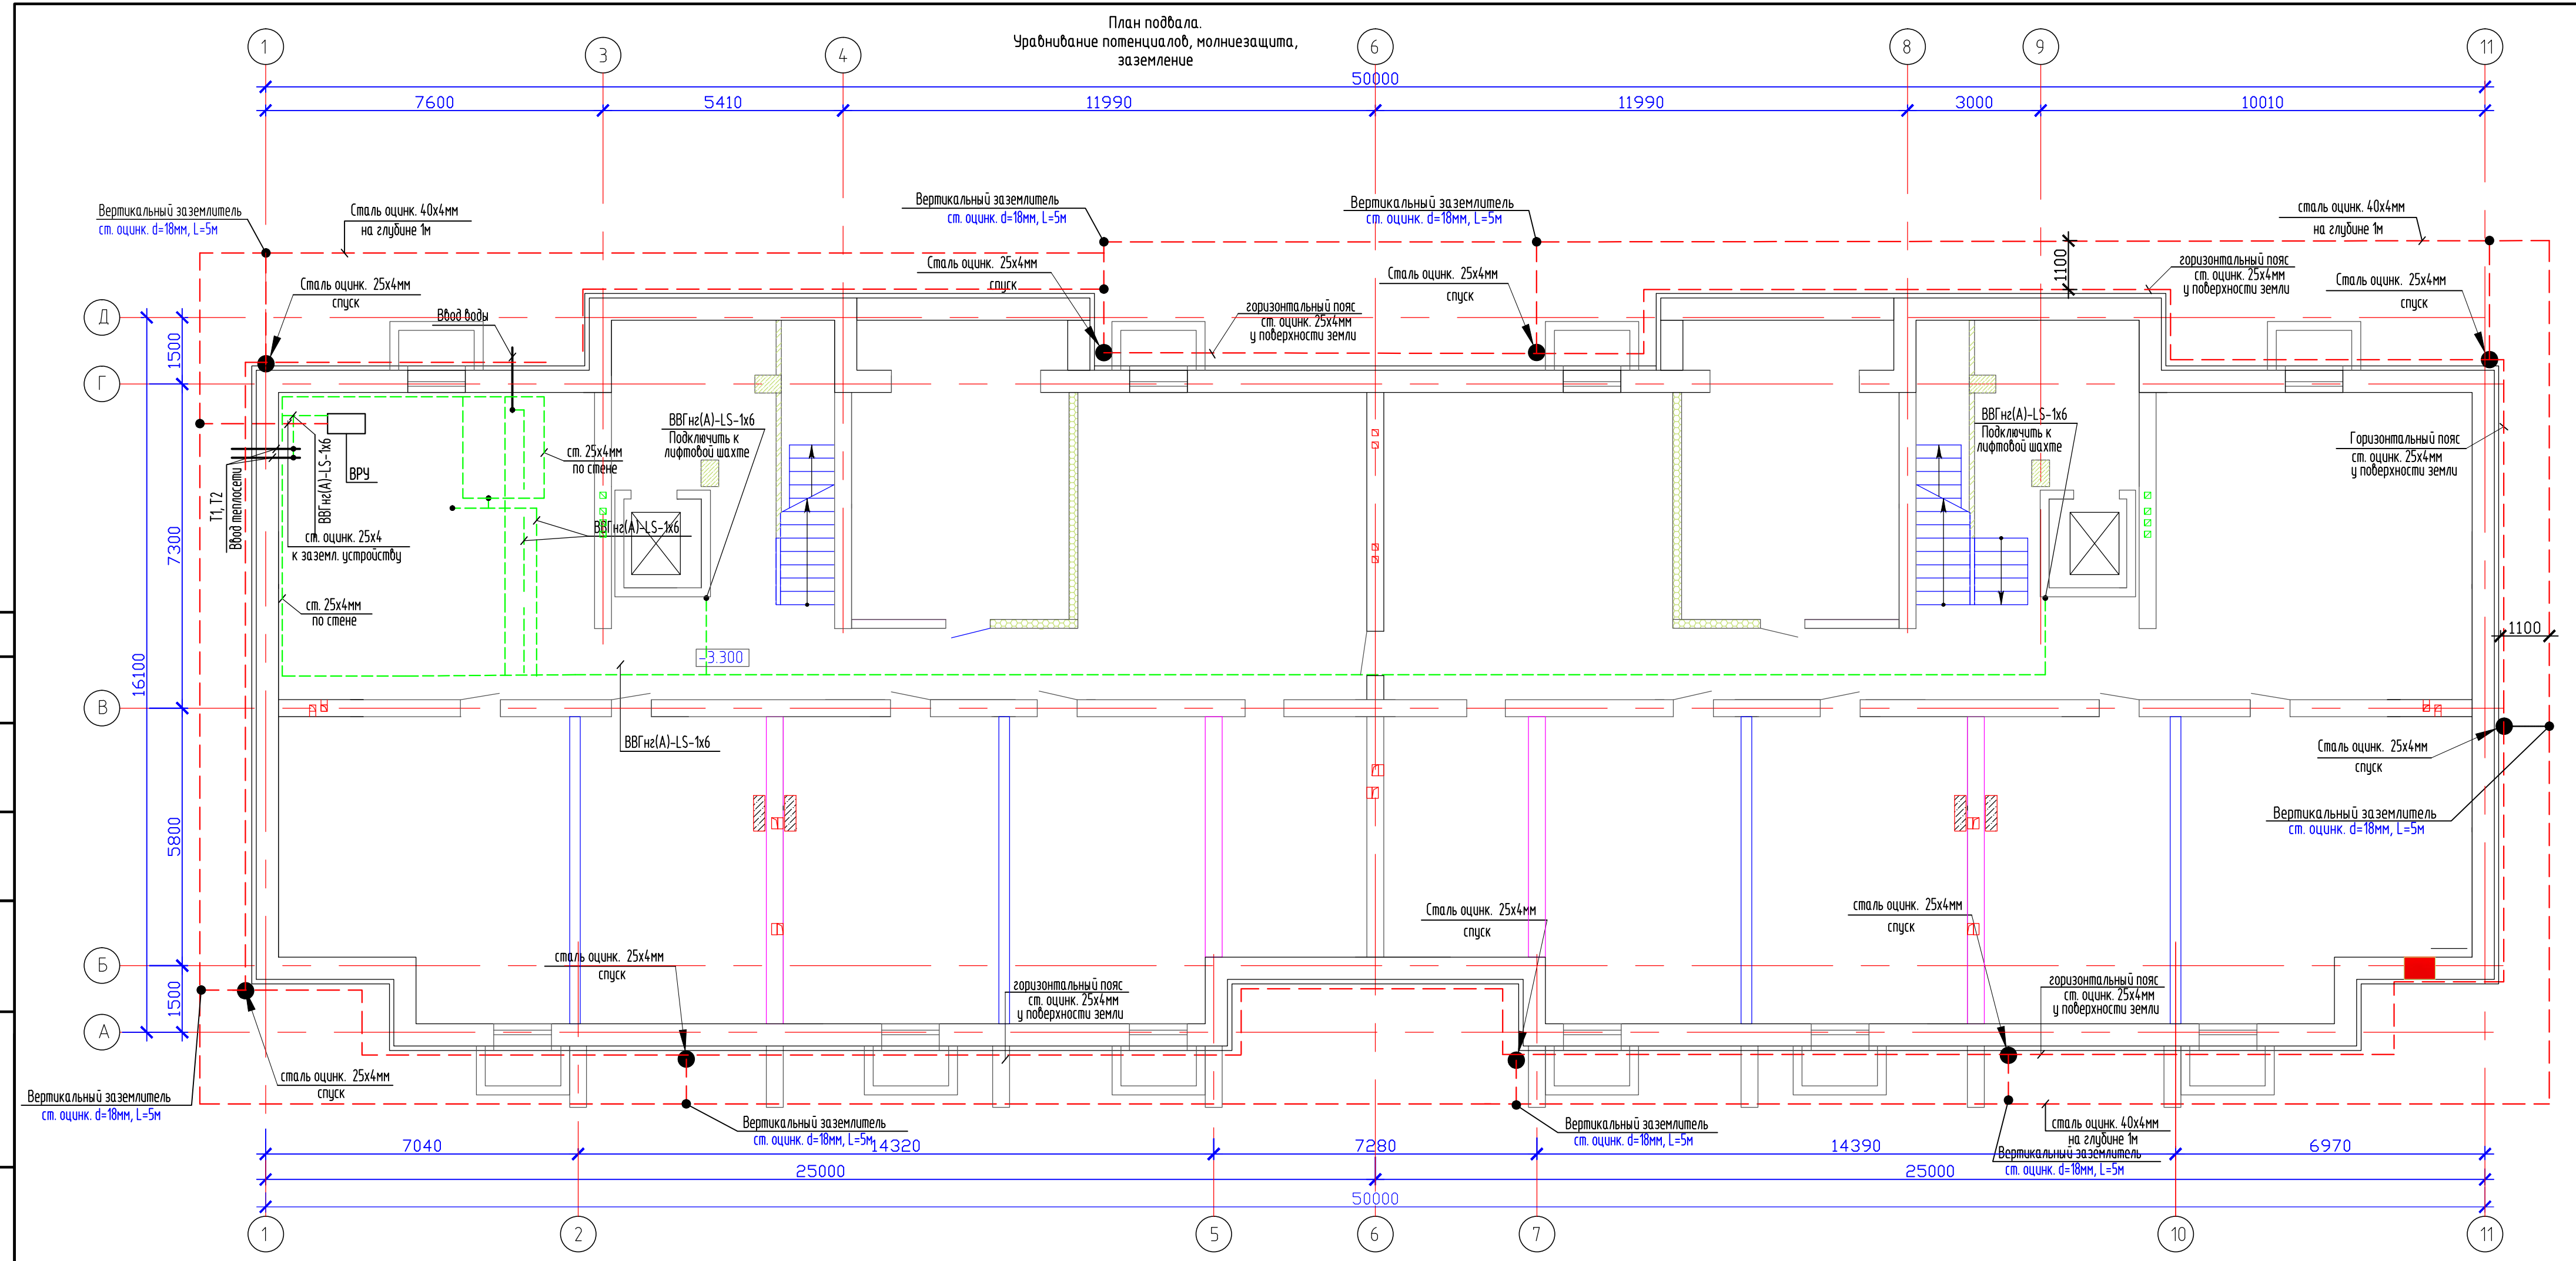 План подвала.
Уравнивание потенциалов, молниезащита,
заземление
1
3
4
6
8
9
11
50000
7600
5410
11990
11990
3000
10010
Вертикальный заземлитель
ст. оцинк. d=18мм, L=5м
Сталь оцинк. 40х4мм
на глубине 1м
Вертикальный заземлитель
ст. оцинк. d=18мм, L=5м
Вертикальный заземлитель
ст. оцинк. d=18мм, L=5м
сталь оцинк. 40х4мм
на глубине 1м
Сталь оцинк. 25х4мм
спуск
Ввод воды
Сталь оцинк. 25х4мм
спуск
горизонтальный пояс
ст. оцинк. 25х4мм
у поверхности земли
Сталь оцинк. 25х4мм
спуск
1100
горизонтальный пояс
ст. оцинк. 25х4мм
у поверхности земли
Сталь оцинк. 25х4мм
спуск
Д
Г
В
Б
А
1500
7300
16100
5800
1500
Т1, Т2
Ввод теплосети
ВВГнг(А)-LS-1х6
ВРУ
ст. оцинк. 25х4
к заземл. устройству
ст. 25х4мм
по стене
ст. 25х4мм
по стене
ВВГнг(А)-LS-1х6
ВВГнг(А)-LS-1х6
Подключить к
лифтовой шахте
-3.300
ВВГнг(А)-LS-1х6
ВВГнг(А)-LS-1х6
Подключить к
лифтовой шахте
Горизонтальный пояс
ст. оцинк. 25х4мм
у поверхности земли
1100
Сталь оцинк. 25х4мм
спуск
Вертикальный заземлитель
ст. оцинк. d=18мм, L=5м
сталь оцинк. 25х4мм
спуск
горизонтальный пояс
ст. оцинк. 25х4мм
у поверхности земли
Сталь оцинк. 25х4мм
спуск
сталь оцинк. 25х4мм
спуск
горизонтальный пояс
ст. оцинк. 25х4мм
у поверхности земли
сталь оцинк. 25х4мм
спуск
Вертикальный заземлитель
ст. оцинк. d=18мм, L=5м
Вертикальный заземлитель
ст. оцинк. d=18мм, L=5м
Вертикальный заземлитель
ст. оцинк. d=18мм, L=5м
сталь оцинк. 40х4мм
на глубине 1м
Вертикальный заземлитель
ст. оцинк. d=18мм, L=5м
7040
14320
7280
14390
6970
25000
25000
50000
1
2
5
6
7
10
11